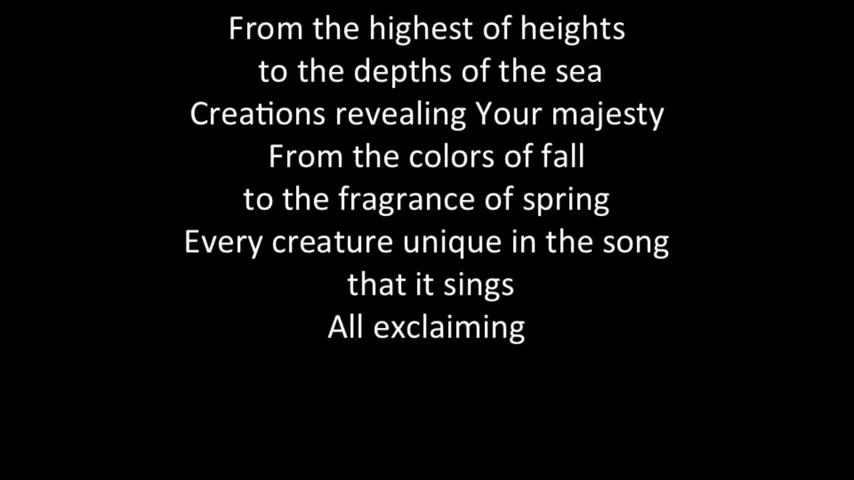 From the highest of heights
to the depths of the sea
Creations revealing Your majesty
From the colors of fall
to the fragrance of spring
Every creature unique in the song
that it sings
All exclaiming